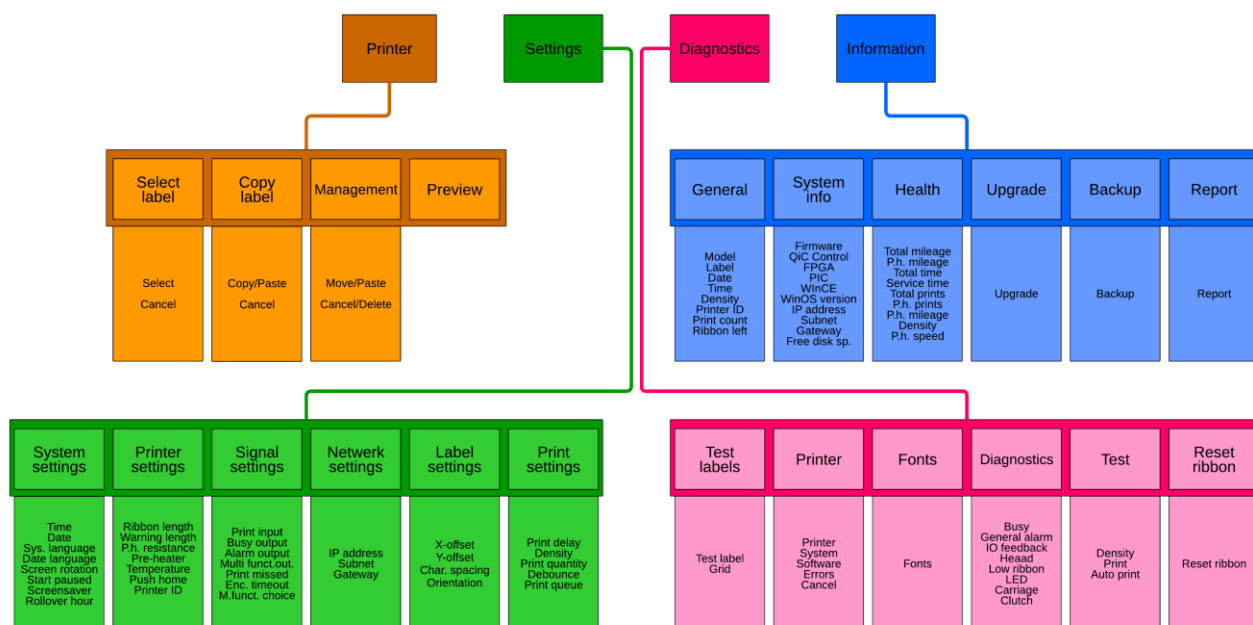 Printer
Settings
Diagnostics
Information
Select
label
Copy
label
Management
Preview
Select
Cancel
Copy/Paste
Cancel
Move/Paste
Cancel/Delete
General
System
info
Health
Upgrade
Backup
Report
Model
Label
Date
Time
Density
Printer ID
Print count
Ribbon left
Firmware
QiC Control
FPGA
PIC
WInCE
WinOS version
IP address
Subnet
Gateway
Free disk sp.
Total mileage
P.h. mileage
Total time
Service time
Total prints
P.h. prints
P.h. mileage
Density
P.h. speed
Upgrade
Backup
Report
System
settings
Printer
settings
Signal
settings
Netwerk
settings
Label
settings
Print
settings
Time
Date
Sys. language
Date language
Screen rotation
Start paused
Screensaver
Rollover hour
Ribbon length
Warning length
P.h. resistance
Pre-heater
Temperature
Push home
Printer ID
Print input
Busy output
Alarm output
Multi funct.out.
Print missed
Enc. timeout
M.funct. choice
IP address
Subnet
Gateway
X-offset
Y-offset
Char. spacing
Orientation
Print delay
Density
Print quantity
Debounce
Print queue
Test
labels
Printer
Fonts
Diagnostics
Test
Reset
ribbon
Test label
Grid
Printer
System
Software
Errors
Cancel
Fonts
Busy
General alarm
IO feedback
Heaad
Low ribbon
LED
Carriage
Clutch
Density
Print
Auto print
Reset ribbon